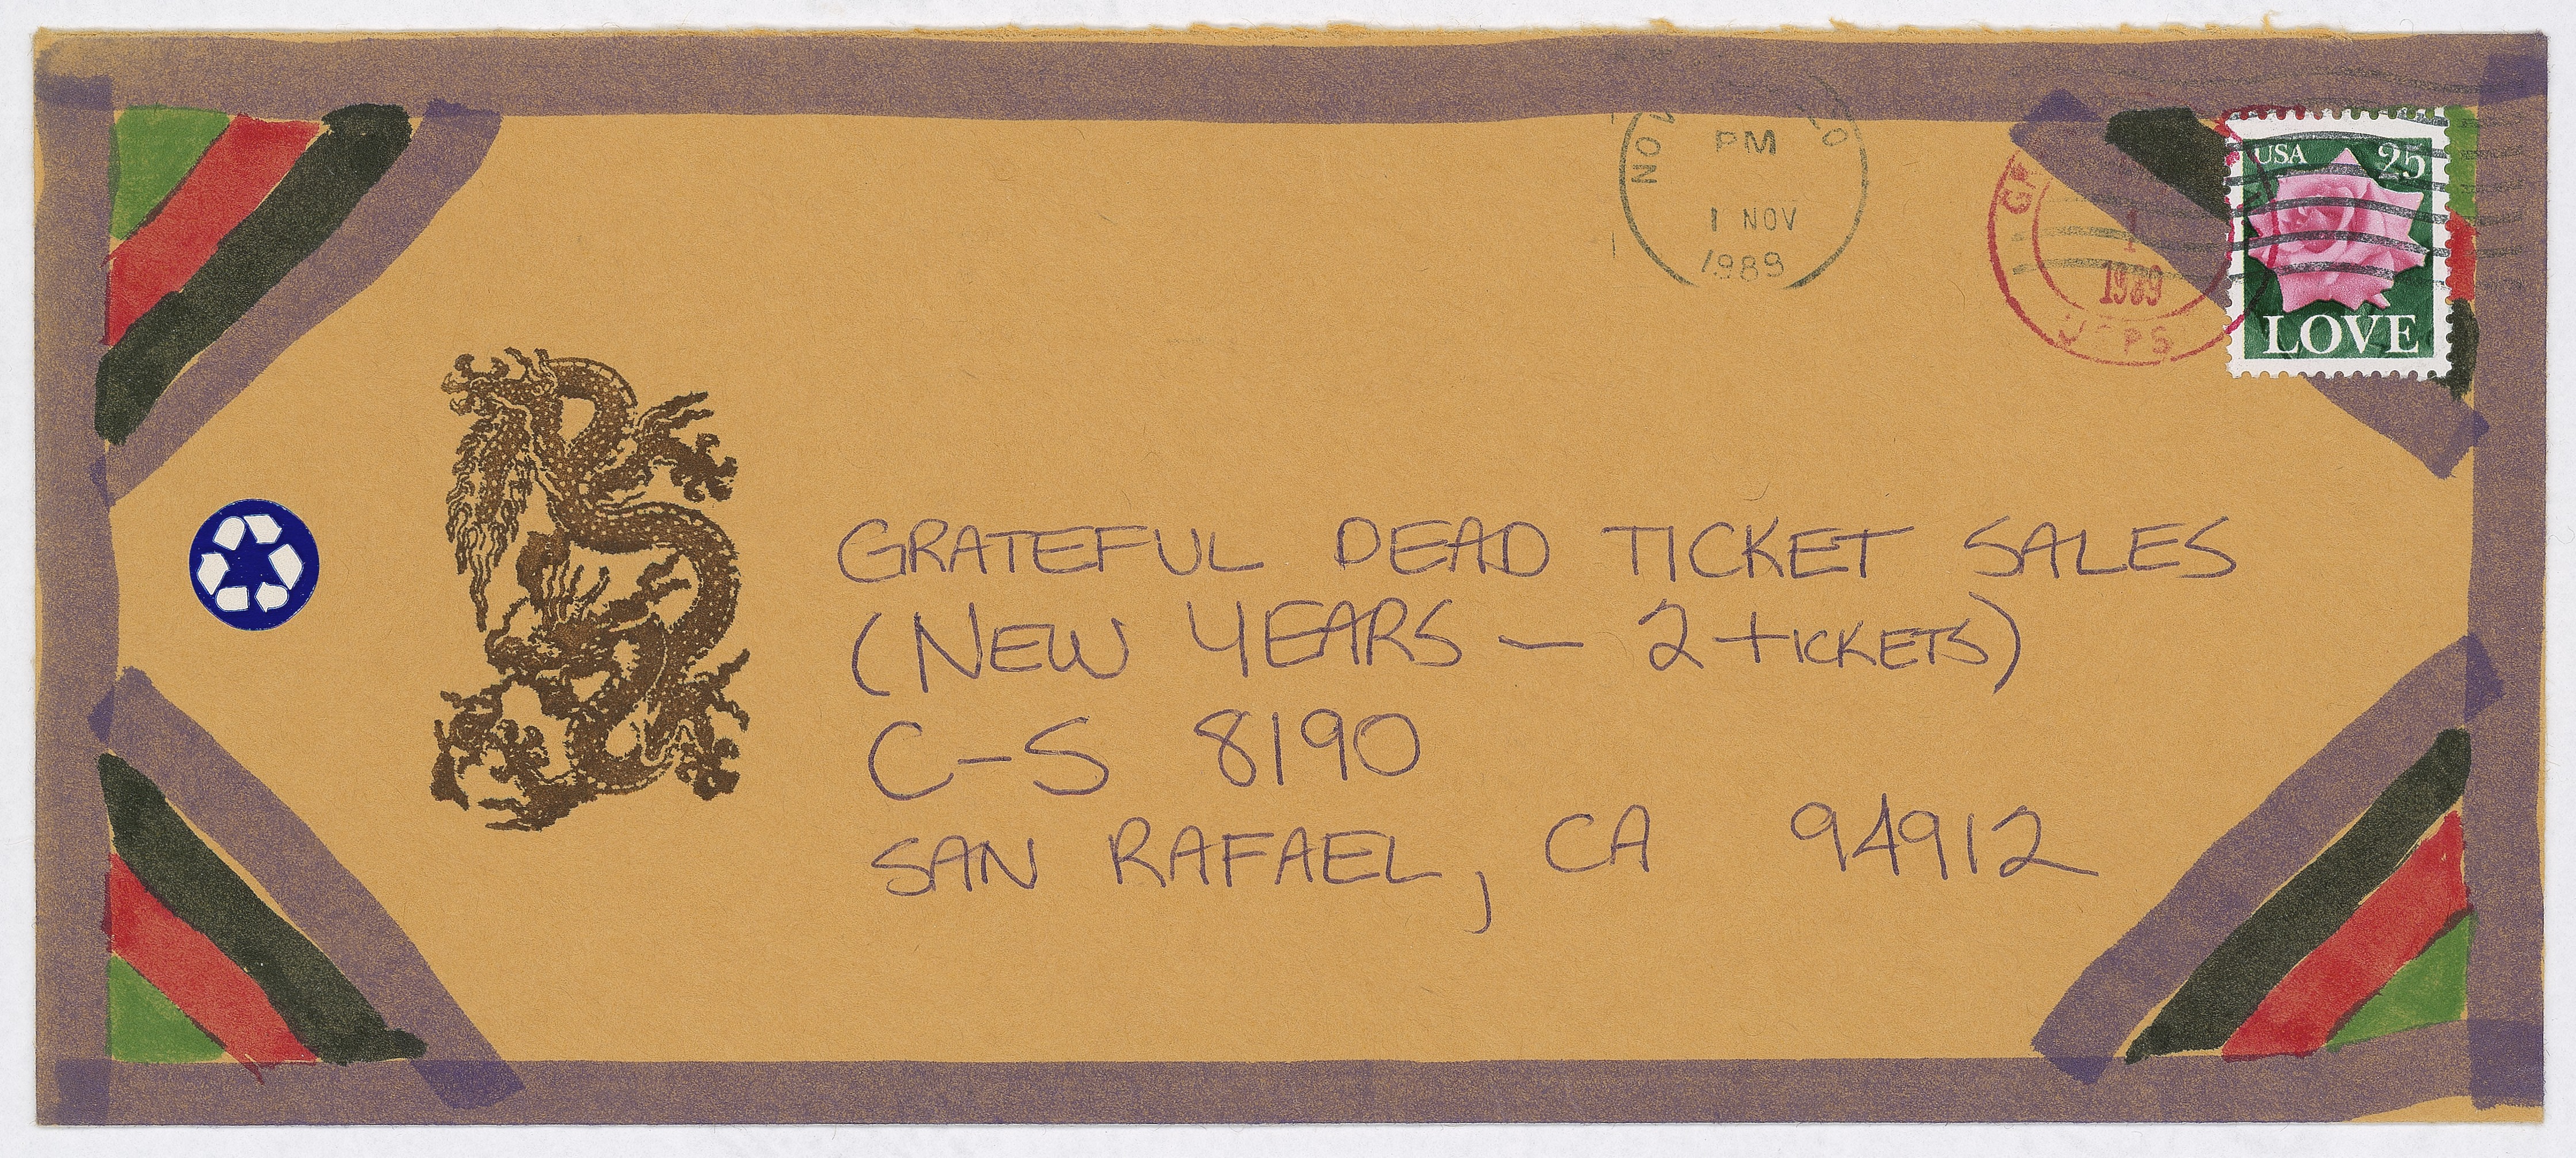 PM
1 NOV
1989
1
1989
USA 25
LOVE
GRATEFUL DEAD TICKET SALES
(NEW YEARS — 2 TICKETS)
C-S 8190
SAN RAFAEL, CA 94912